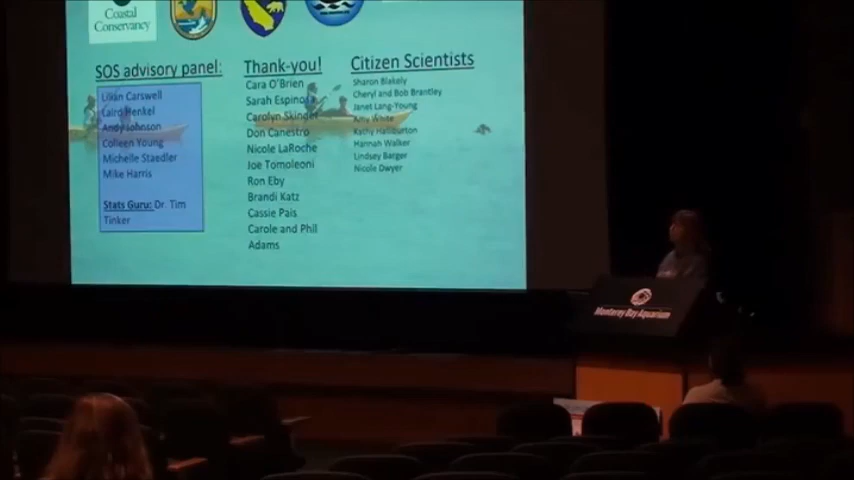 Coastal
Conservancy
SOS advisory panel:
Lilian Carswell
Laird Henkel
Andy Johnson
Colleen Young
Michelle Staedler
Mike Harris
Stats Guru: Dr. Tim
Tinker
Thank-you!
Cara O'Brien
Sarah Espinosa
Carolyn Skinder
Don Canestro
Nicole LaRoche
Joe Tomoleoni
Ron Eby
Brandi Katz
Cassie Pais
Carole and Phil
Adams
Citizen Scientists
Sharon Blakely
Cheryl and Bob Brantley
Janet Lang-Young
Amy White
Kathy Halliburton
Hannah Walker
Lindsey Barger
Nicole Dwyer
Monterey Bay Aquarium